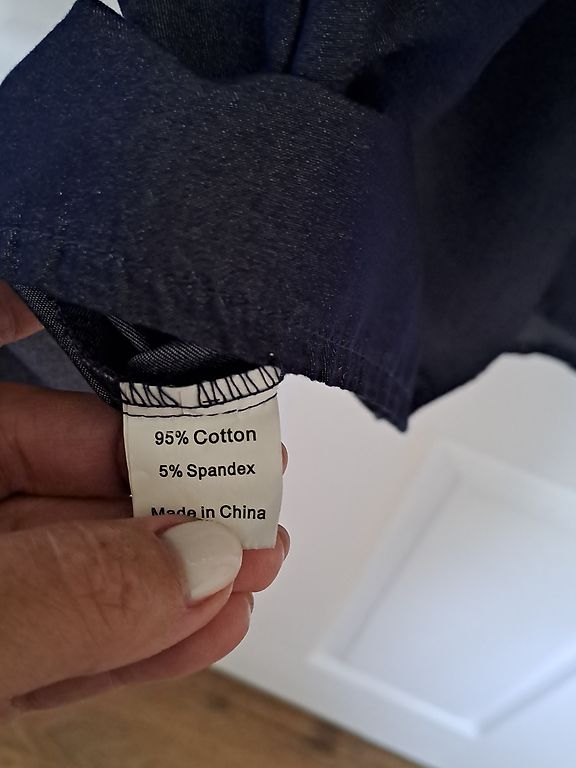 95% Cotton
5% Spandex
Made in China